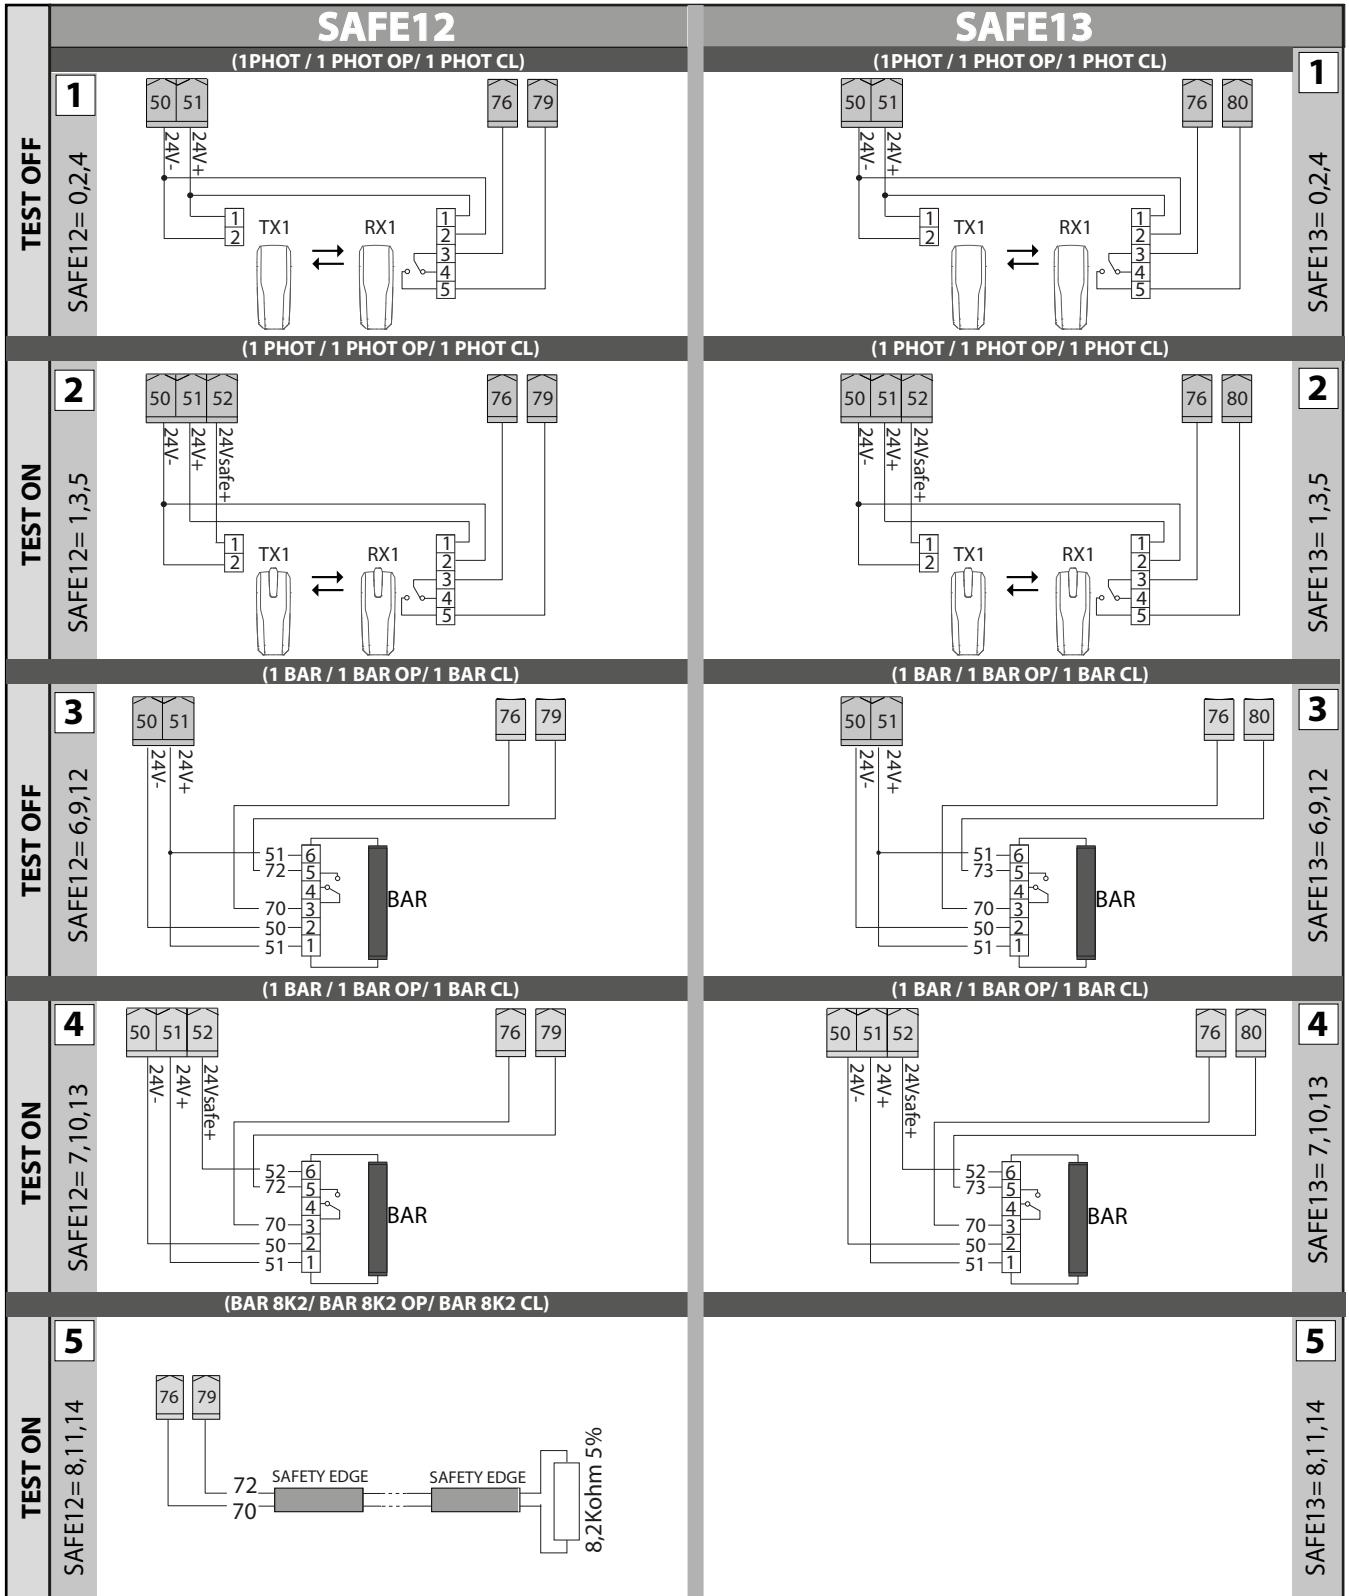 SAFE12
SAFE13
(1PHOT / 1 PHOT OP/ 1 PHOT CL)
(1PHOT / 1 PHOT OP/ 1 PHOT CL)
TEST OFF
1
SAFE12= 0,2,4
50 51 76 79
24V-
24V+
1
2
TX1
RX1
1
2
3
4
5
1
SAFE13= 0,2,4
50 51 76 80
24V-
24V+
1
2
TX1
RX1
1
2
3
4
5
(1 PHOT / 1 PHOT OP/ 1 PHOT CL)
(1 PHOT / 1 PHOT OP/ 1 PHOT CL)
TEST ON
2
SAFE12= 1,3,5
50 51 52 76 79
24V-
24V+
24Vsafe+
1
2
TX1
RX1
1
2
3
4
5
2
SAFE13= 1,3,5
50 51 52 76 80
24V-
24V+
24Vsafe+
1
2
TX1
RX1
1
2
3
4
5
(1 BAR / 1 BAR OP/ 1 BAR CL)
(1 BAR / 1 BAR OP/ 1 BAR CL)
TEST OFF
3
SAFE12= 6,9,12
50 51 76 79
24V-
24V+
51 6
72 5
4
70 3
50 2
51 1
BAR
3
SAFE13= 6,9,12
50 51 76 80
24V-
24V+
51 6
73 5
4
70 3
50 2
51 1
BAR
(1 BAR / 1 BAR OP/ 1 BAR CL)
(1 BAR / 1 BAR OP/ 1 BAR CL)
TEST ON
4
SAFE12= 7,10,13
50 51 52 76 79
24V-
24V+
24Vsafe+
52 6
72 5
4
70 3
50 2
51 1
BAR
4
SAFE13= 7,10,13
50 51 52 76 80
24V-
24V+
24Vsafe+
52 6
73 5
4
70 3
50 2
51 1
BAR
(BAR 8K2/ BAR 8K2 OP/ BAR 8K2 CL)
TEST ON
5
SAFE12= 8,11,14
76 79
72
70
SAFETY EDGE
SAFETY EDGE
8,2Kohm 5%
5
SAFE13= 8,11,14